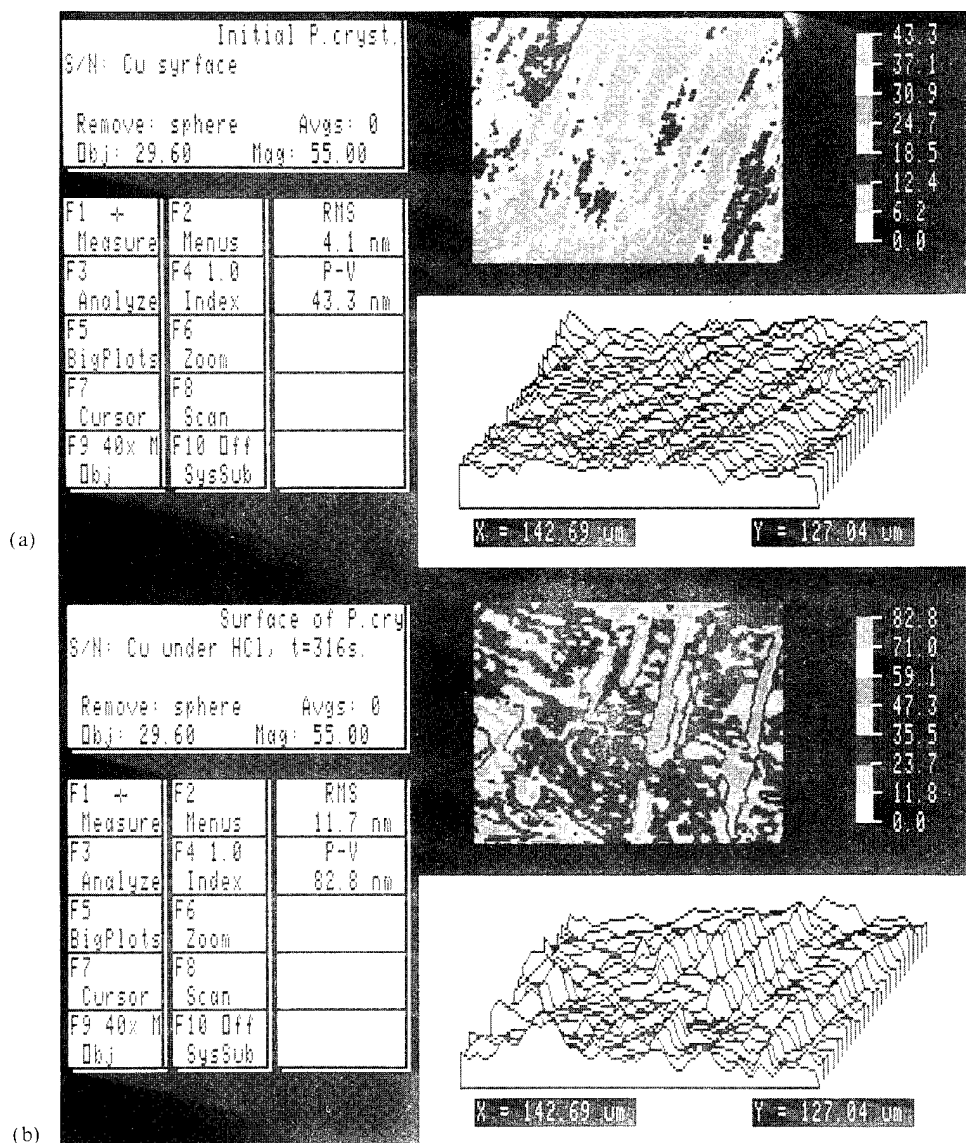 Initial P.cryst.
S/N: Cu syrface
Remove: sphere Avgs: 0
Obj: 29.60 Mag: 55.00
F1 Measure
F2 Menus
RMS 4.1 nm
F3 Analyze
F4 1.0 Index
P-V 43.3 nm
F5 BigPlots
F6 Zoom
F7 Cursor
F8 Scan
F9 40x M Obj
F10 Off SysSub
43.3
37.1
30.9
24.7
18.5
12.4
6.2
0.0
X = 142.69 um Y = 127.04 um
(a)
Surface of P.cry
S/N: Cu under HCl, t=316s.
Remove: sphere Avgs: 0
Obj: 29.60 Mag: 55.00
F1 Measure
F2 Menus
RMS 11.7 nm
F3 Analyze
F4 1.0 Index
P-V 82.8 nm
F5 BigPlots
F6 Zoom
F7 Cursor
F8 Scan
F9 40x M Obj
F10 Off SysSub
82.8
71.0
59.1
47.3
35.5
23.7
11.8
0.0
X = 142.69 um Y = 127.04 um
(b)